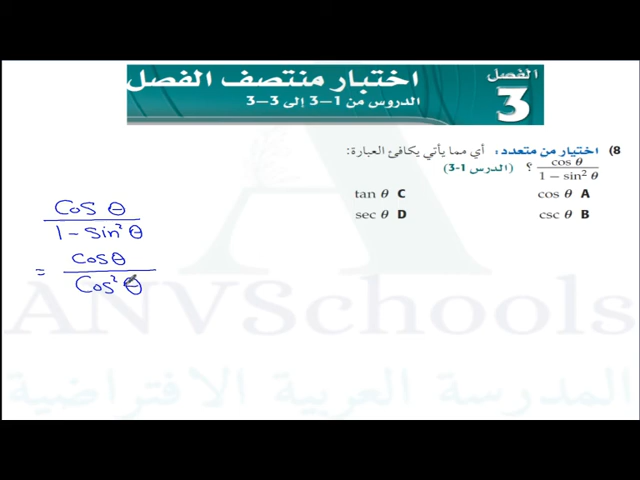 الفصل
3
اختبار منتصف الفصل
الدروس من 1–3 إلى 3–3
8) اختيار من متعدد: أي مما يأتي يكافئ العبارة:
cos θ / 1 − sin² θ ؟ (الدرس 1-3)
cos θ A
tan θ C
csc θ B
sec θ D
Cos θ / 1 − Sin² θ
= Cos θ / Cos² θ
ANVSchools
المدرسة العربية الافتراضية